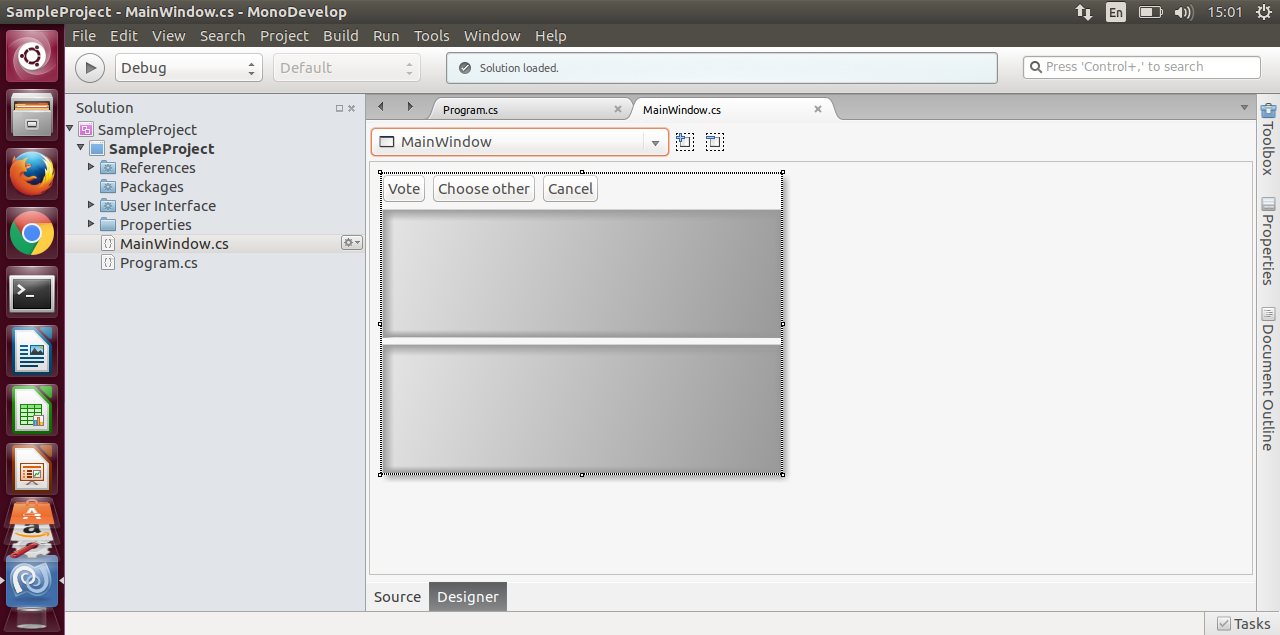 SampleProject - MainWindow.cs - MonoDevelop
En
15:01
File Edit View Search Project Build Run Tools Window Help
Debug
Default
Solution loaded.
Press 'Control+,' to search
Solution
SampleProject
SampleProject
References
Packages
User Interface
Properties
MainWindow.cs
Program.cs
Program.cs
MainWindow.cs
MainWindow
Vote
Choose other
Cancel
Source
Designer
Toolbox
Properties
Document Outline
Tasks